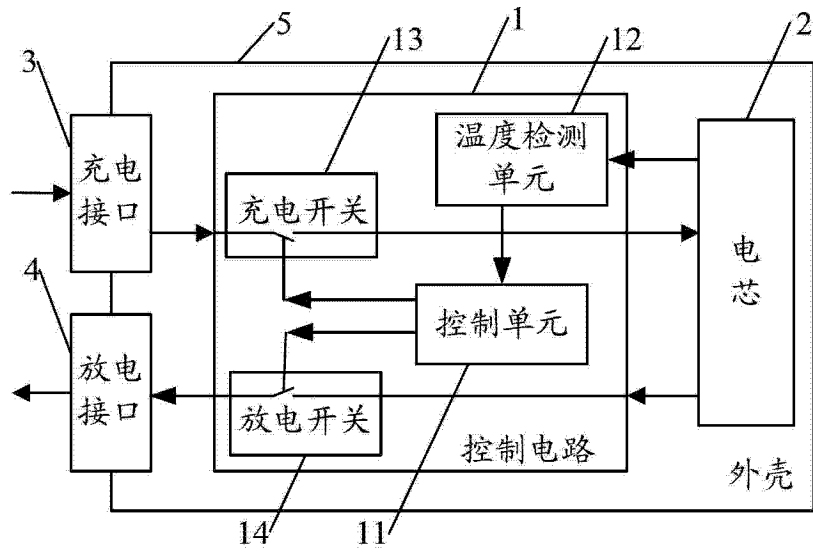 5
13
1
12
2
3
温度检测
单元
充电
接口
充电开关
电
芯
4
控制单元
放电
接口
放电开关
控制电路
外壳
14
11